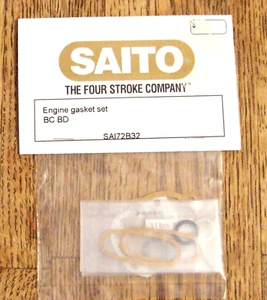 SAITO
THE FOUR STROKE COMPANY
Engine gasket set
BC BD
SAI72B32